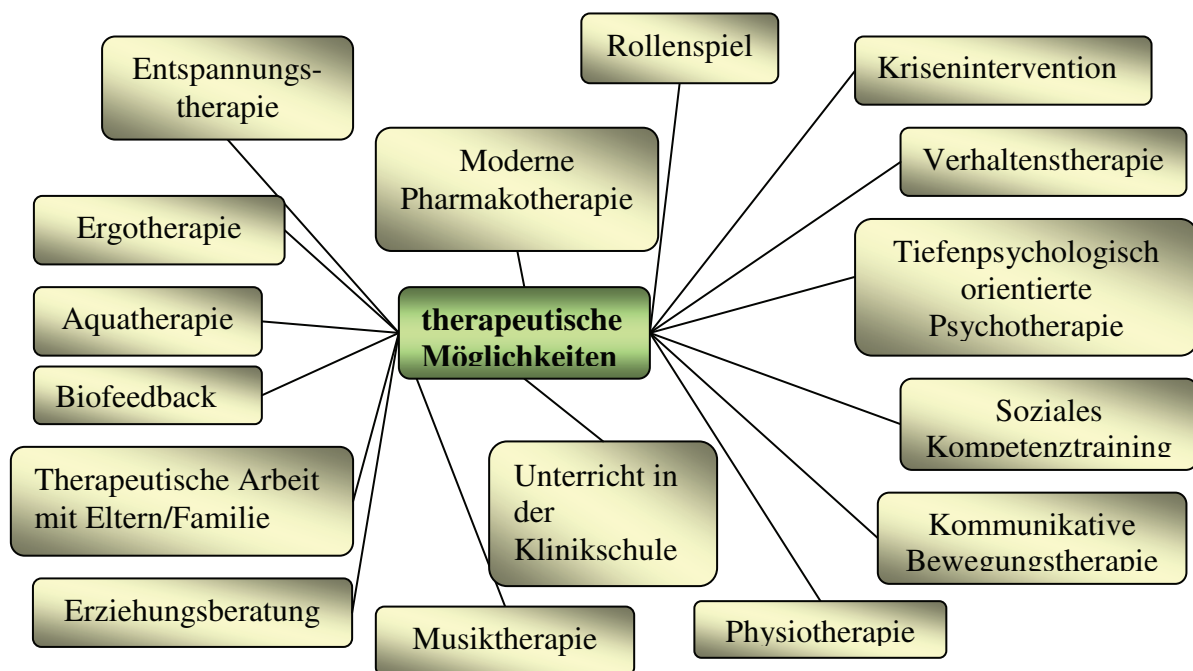 Rollenspiel
Entspannungs-
therapie
Krisenintervention
Moderne
Pharmakotherapie
Verhaltenstherapie
Ergotherapie
Tiefenpsychologisch
orientierte
Psychotherapie
Aquatherapie
therapeutische
Möglichkeiten
Biofeedback
Soziales
Kompetenztraining
Therapeutische Arbeit
mit Eltern/Familie
Unterricht in
der
Klinikschule
Kommunikative
Bewegungstherapie
Erziehungsberatung
Musiktherapie
Physiotherapie